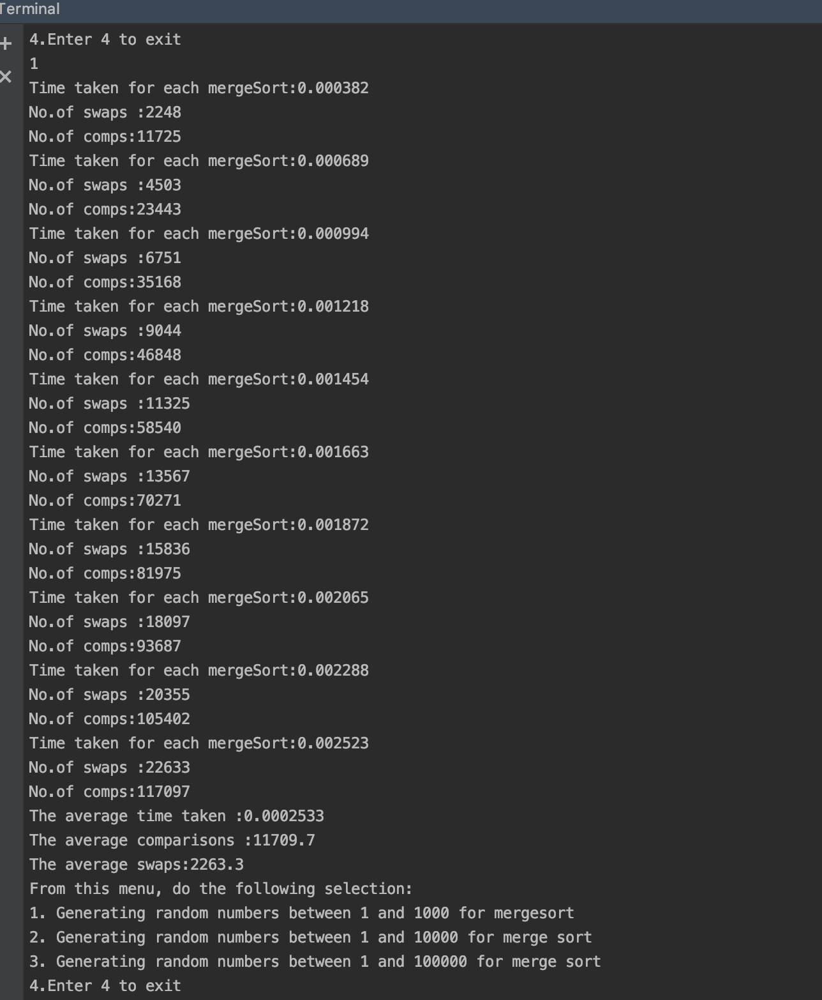 Terminal
4.Enter 4 to exit
1
Time taken for each mergeSort:0.000382
No.of swaps :2248
No.of comps:11725
Time taken for each mergeSort:0.000689
No.of swaps :4503
No.of comps:23443
Time taken for each mergeSort:0.000994
No.of swaps :6751
No.of comps:35168
Time taken for each mergeSort:0.001218
No.of swaps :9044
No.of comps:46848
Time taken for each mergeSort:0.001454
No.of swaps :11325
No.of comps:58540
Time taken for each mergeSort:0.001663
No.of swaps :13567
No.of comps:70271
Time taken for each mergeSort:0.001872
No.of swaps :15836
No.of comps:81975
Time taken for each mergeSort:0.002065
No.of swaps :18097
No.of comps:93687
Time taken for each mergeSort:0.002288
No.of swaps :20355
No.of comps:105402
Time taken for each mergeSort:0.002523
No.of swaps :22633
No.of comps:117097
The average time taken :0.0002533
The average comparisons :11709.7
The average swaps:2263.3
From this menu, do the following selection:
1. Generating random numbers between 1 and 1000 for mergesort
2. Generating random numbers between 1 and 10000 for merge sort
3. Generating random numbers between 1 and 100000 for merge sort
4.Enter 4 to exit